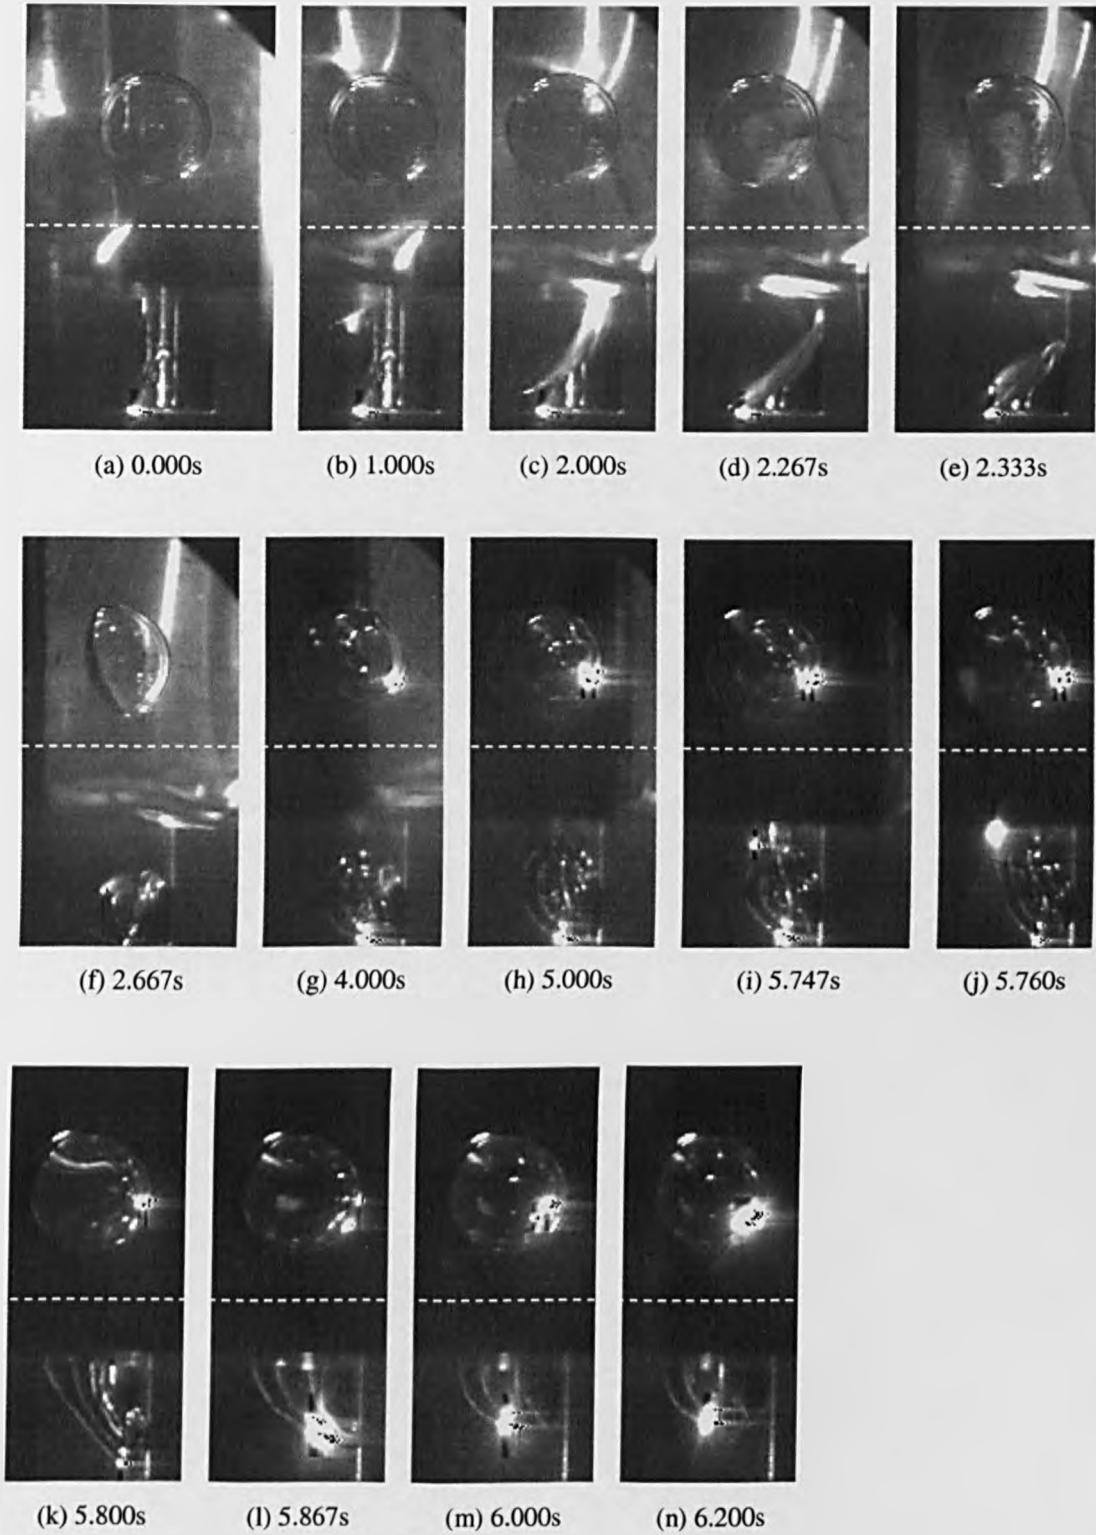 (a) 0.000s (b) 1.000s (c) 2.000s (d) 2.267s (e) 2.333s
(f) 2.667s (g) 4.000s (h) 5.000s (i) 5.747s (j) 5.760s
(k) 5.800s (l) 5.867s (m) 6.000s (n) 6.200s